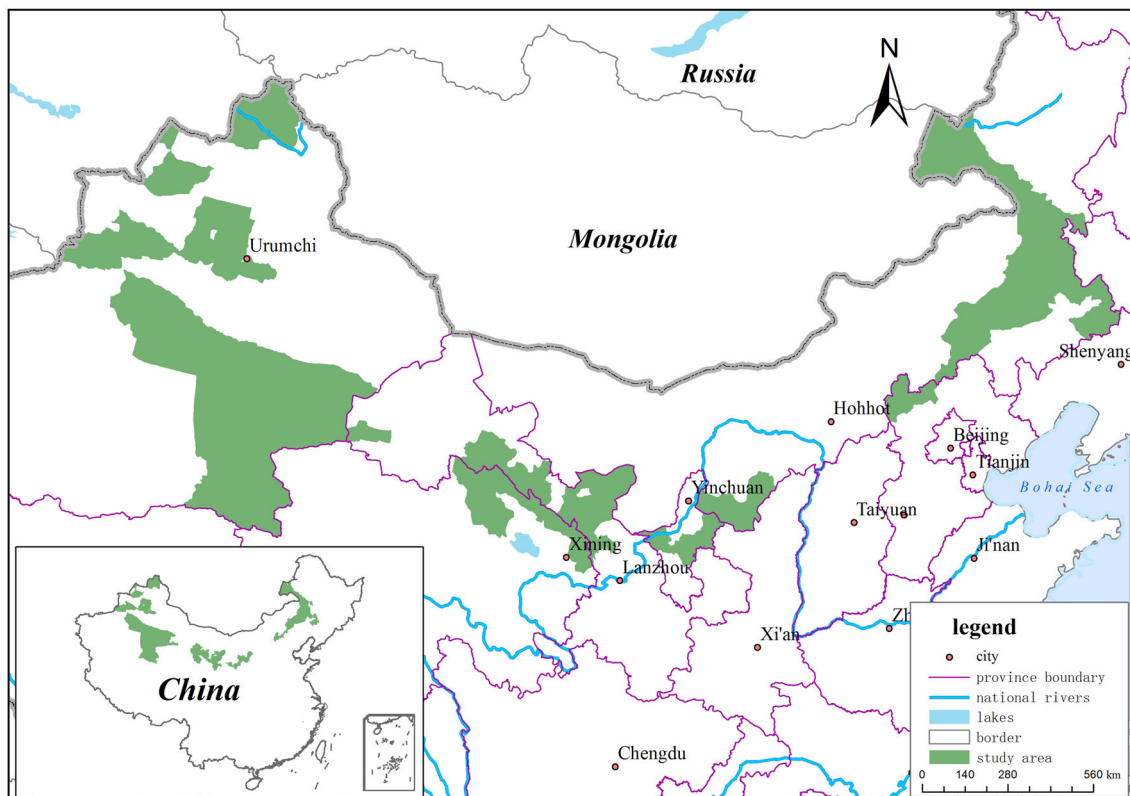 Russia
N
Mongolia
Urumchi
Shenyang
Hohhot
Beijing
Tianjin
Bohai Sea
Yinchuan
Taiyuan
Xining
Lanzhou
Ji'nan
Zh
Xi'an
Chengdu
China
legend
city
province boundary
national rivers
lakes
border
study area
0 140 280 560 km